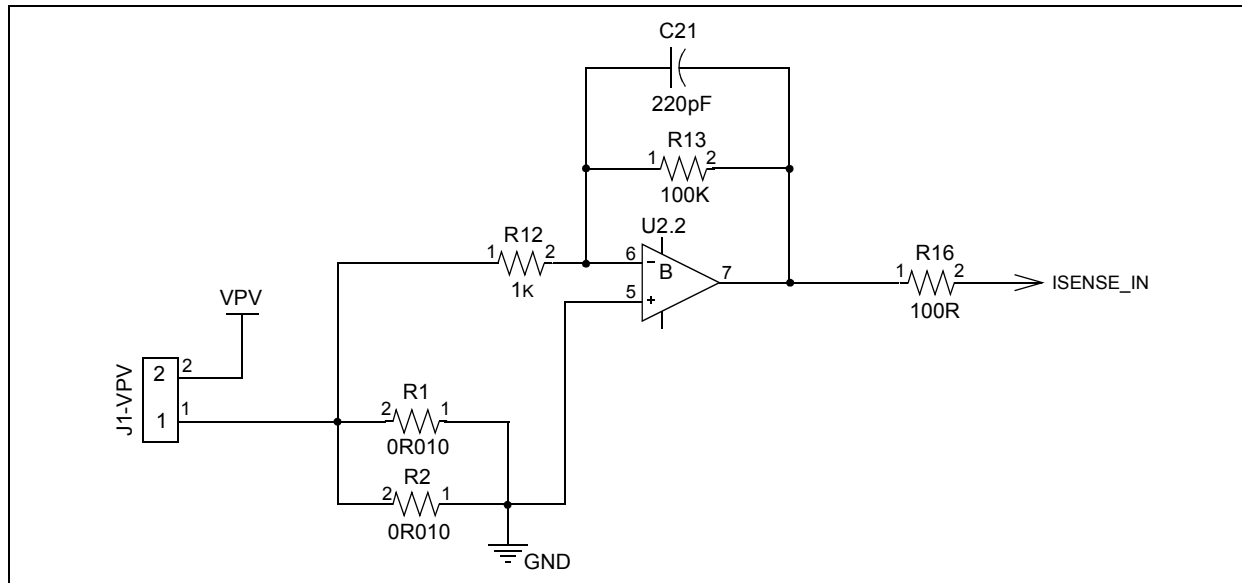 C21
220pF
1 R13 2
100K
U2.2
1 R12 2
1K
6 -
B
7
5 +
1 R16 2
100R
ISENSE_IN
VPV
J1-VPV
2 2
1 1
R1
2 1
0R010
R2
2 1
0R010
GND